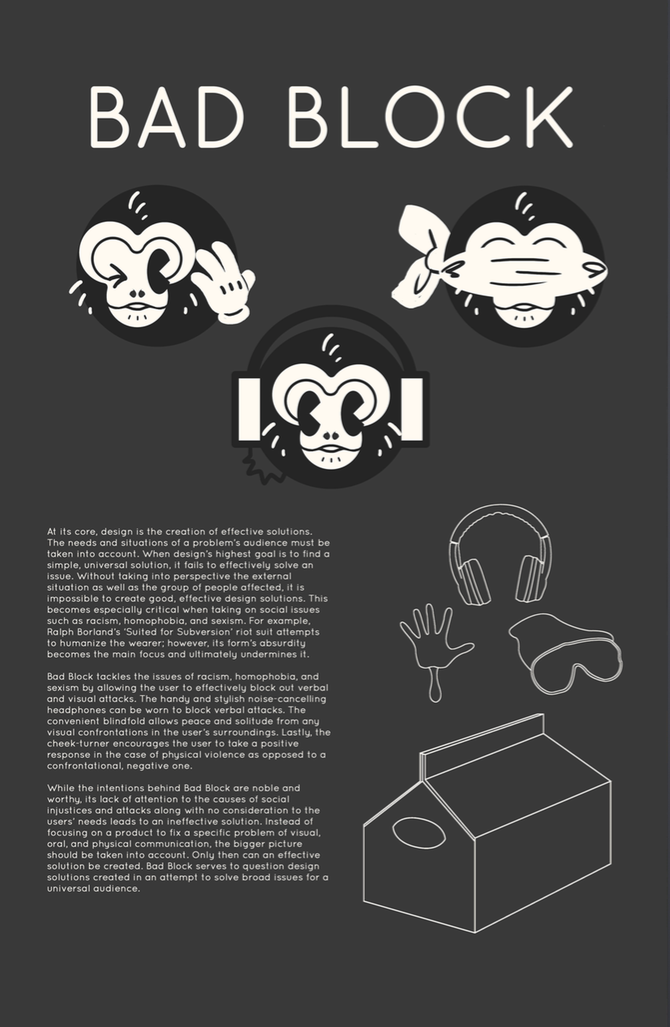 BAD BLOCK
At its core, design is the creation of effective solutions.
The needs and situations of a problem's audience must be
taken into account. When design's highest goal is to find a
simple, universal solution, it fails to effectively solve an
issue. Without taking into perspective the external
situation as well as the group of people affected, it is
impossible to create good, effective design solutions. This
becomes especially critical when taking on social issues
such as racism, homophobia, and sexism. For example,
Ralph Borland's 'Suited for Subversion' riot suit attempts
to humanize the wearer; however, its form's absurdity
becomes the main focus and ultimately undermines it.
Bad Block tackles the issues of racism, homophobia, and
sexism by allowing the user to effectively block out verbal
and visual attacks. The handy and stylish noise-cancelling
headphones can be worn to block verbal attacks. The
convenient blindfold allows peace and solitude from any
visual confrontations in the user's surroundings. Lastly, the
cheek-turner encourages the user to take a positive
response in the case of physical violence as opposed to a
confrontational, negative one.
While the intentions behind Bad Block are noble and
worthy, its lack of attention to the causes of social
injustices and attacks along with no consideration to the
users' needs leads to an ineffective solution. Instead of
focusing on a product to fix a specific problem of visual,
oral, and physical communication, the bigger picture
should be taken into account. Only then can an effective
solution be created. Bad Block serves to question design
solutions created in an attempt to solve broad issues for a
universal audience.